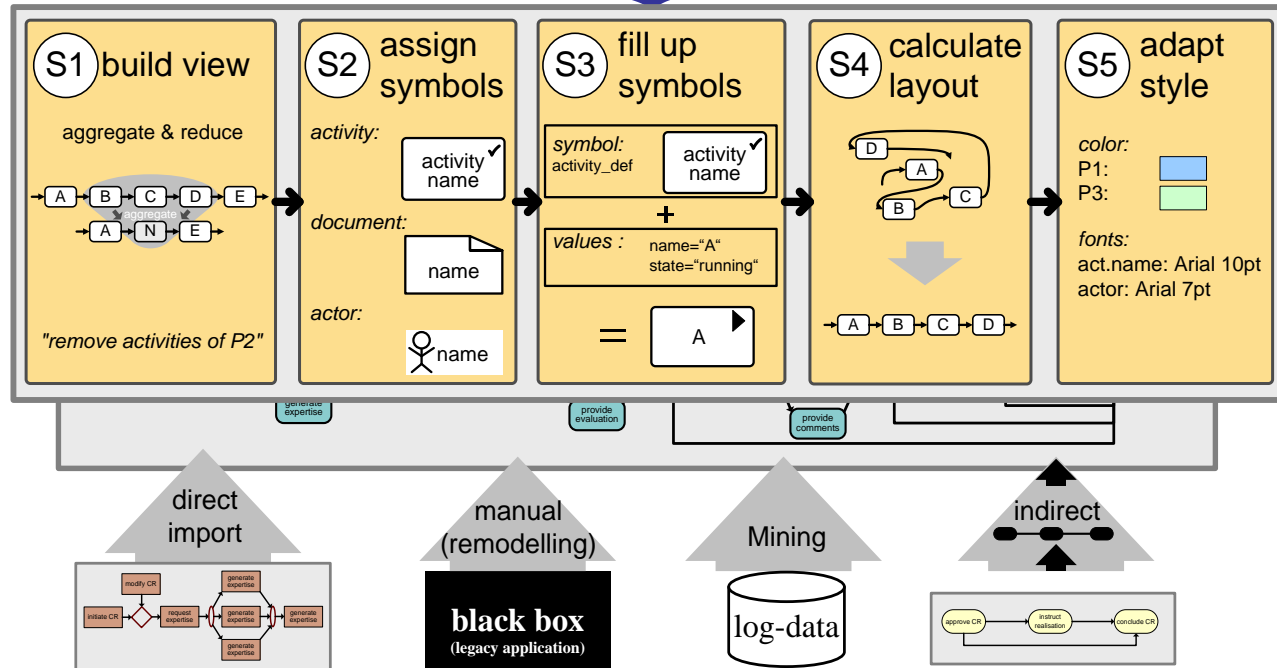 S1 build view
aggregate & reduce
A B C D E
aggregate
A N E
"remove activities of P2"
S2 assign
symbols
activity:
activity
name
document:
name
actor:
name
S3 fill up
symbols
symbol:
activity_def
activity
name
+
values :
name="A“
state="running“
=
A
S4 calculate
layout
D
A
B
C
A B C D
S5 adapt
style
color:
P1:
P3:
fonts:
act.name: Arial 10pt
actor: Arial 7pt
generate
expertise
provide
evaluation
provide
comments
direct
import
manual
(remodelling)
Mining
indirect
modify CR
initiate CR
request
expertise
generate
expertise
generate
expertise
generate
expertise
generate
expertise
black box
(legacy application)
log-data
approve CR
instruct
realisation
conclude CR